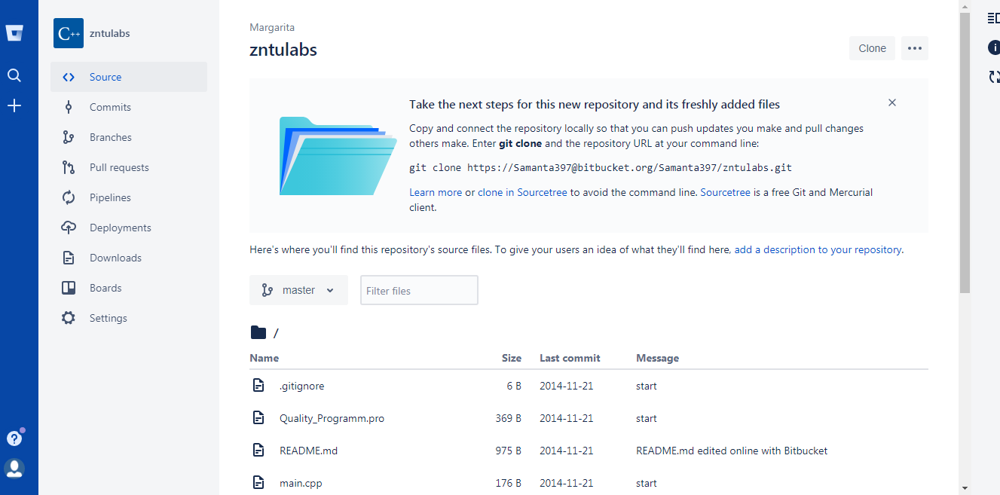 C++ zntulabs
Source
Commits
Branches
Pull requests
Pipelines
Deployments
Downloads
Boards
Settings
?
Margarita
zntulabs
Clone
Take the next steps for this new repository and its freshly added files
Copy and connect the repository locally so that you can push updates you make and pull changes
others make. Enter git clone and the repository URL at your command line:
git clone https://Samanta397@bitbucket.org/Samanta397/zntulabs.git
Learn more or clone in Sourcetree to avoid the command line. Sourcetree is a free Git and Mercurial
client.
Here's where you'll find this repository's source files. To give your users an idea of what they'll find here, add a description to your repository.
master
Filter files
/
Name Size Last commit Message
.gitignore 6 B 2014-11-21 start
Quality_Programm.pro 369 B 2014-11-21 start
README.md 975 B 2014-11-21 README.md edited online with Bitbucket
main.cpp 176 B 2014-11-21 start